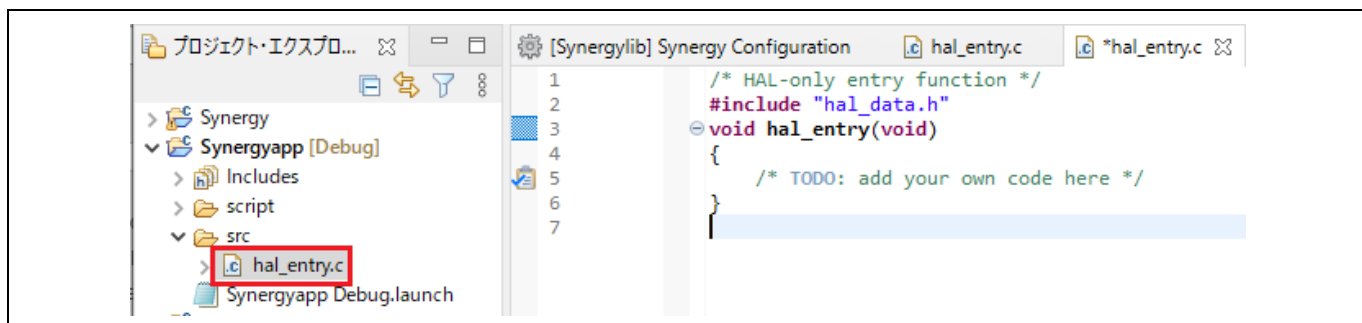 プロジェクト・エクスプロ...
[Synergylib] Synergy Configuration
hal_entry.c
*hal_entry.c
Synergy
Synergyapp [Debug]
Includes
script
src
hal_entry.c
Synergyapp Debug.launch
1 /* HAL-only entry function */
2 #include "hal_data.h"
3 void hal_entry(void)
4 {
5 /* TODO: add your own code here */
6 }
7